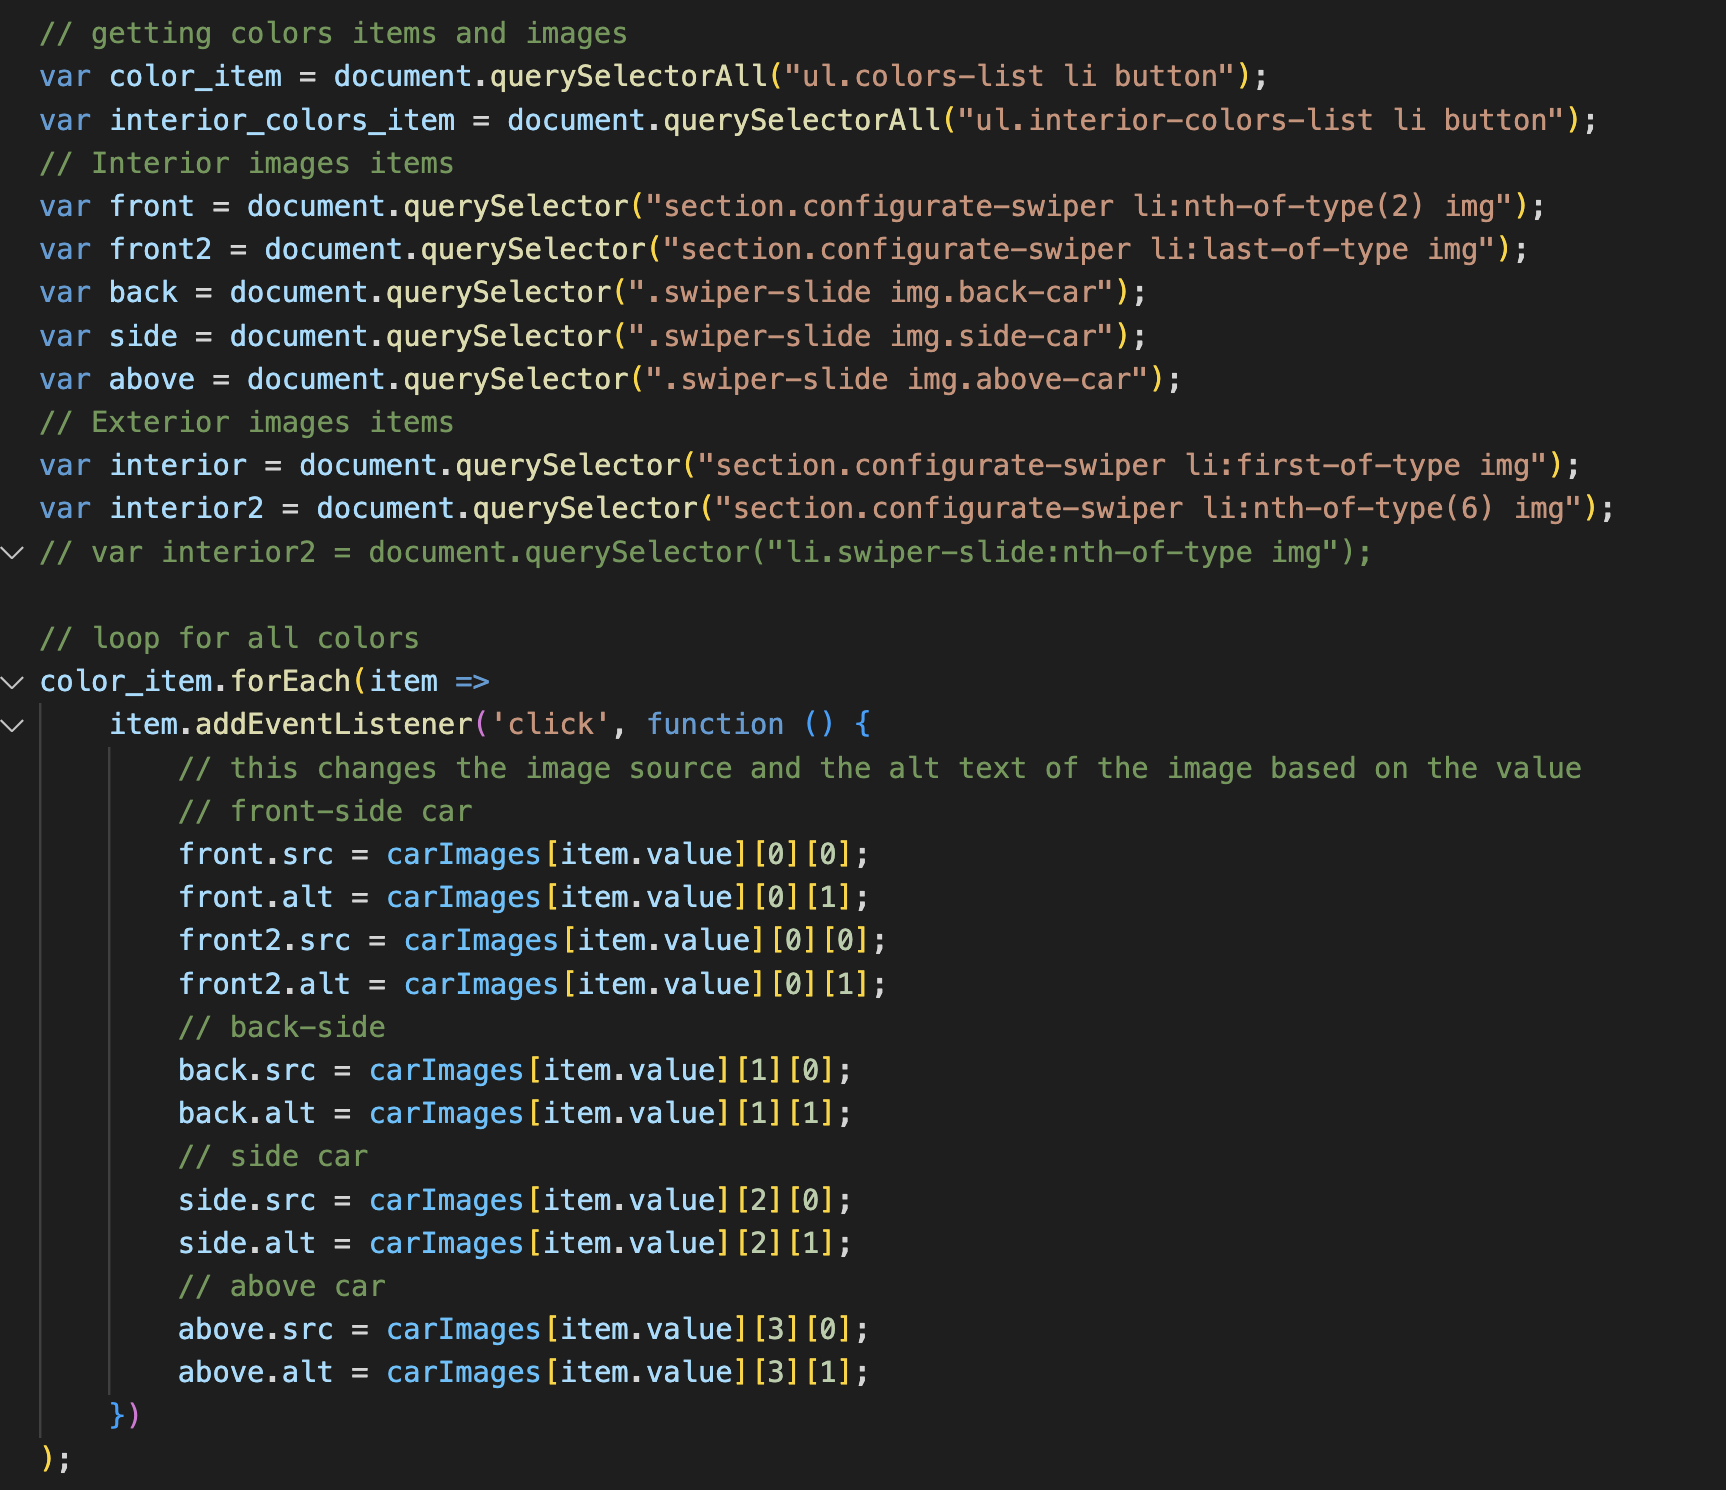 // getting colors items and images
var color_item = document.querySelectorAll("ul.colors-list li button");
var interior_colors_item = document.querySelectorAll("ul.interior-colors-list li button");
// Interior images items
var front = document.querySelector("section.configurate-swiper li:nth-of-type(2) img");
var front2 = document.querySelector("section.configurate-swiper li:last-of-type img");
var back = document.querySelector(".swiper-slide img.back-car");
var side = document.querySelector(".swiper-slide img.side-car");
var above = document.querySelector(".swiper-slide img.above-car");
// Exterior images items
var interior = document.querySelector("section.configurate-swiper li:first-of-type img");
var interior2 = document.querySelector("section.configurate-swiper li:nth-of-type(6) img");
// var interior2 = document.querySelector("li.swiper-slide:nth-of-type img");

// loop for all colors
color_item.forEach(item =>
    item.addEventListener('click', function () {
        // this changes the image source and the alt text of the image based on the value
        // front-side car
        front.src = carImages[item.value][0][0];
        front.alt = carImages[item.value][0][1];
        front2.src = carImages[item.value][0][0];
        front2.alt = carImages[item.value][0][1];
        // back-side
        back.src = carImages[item.value][1][0];
        back.alt = carImages[item.value][1][1];
        // side car
        side.src = carImages[item.value][2][0];
        side.alt = carImages[item.value][2][1];
        // above car
        above.src = carImages[item.value][3][0];
        above.alt = carImages[item.value][3][1];
    })
);